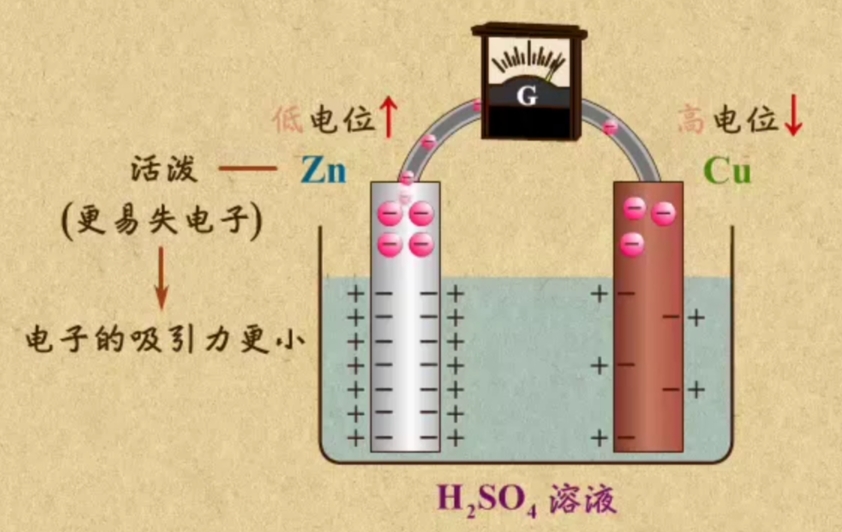 G
低电位↑
高电位↓
活泼 — Zn
Cu
(更易失电子)
电子的吸引力更小
H₂SO₄ 溶液